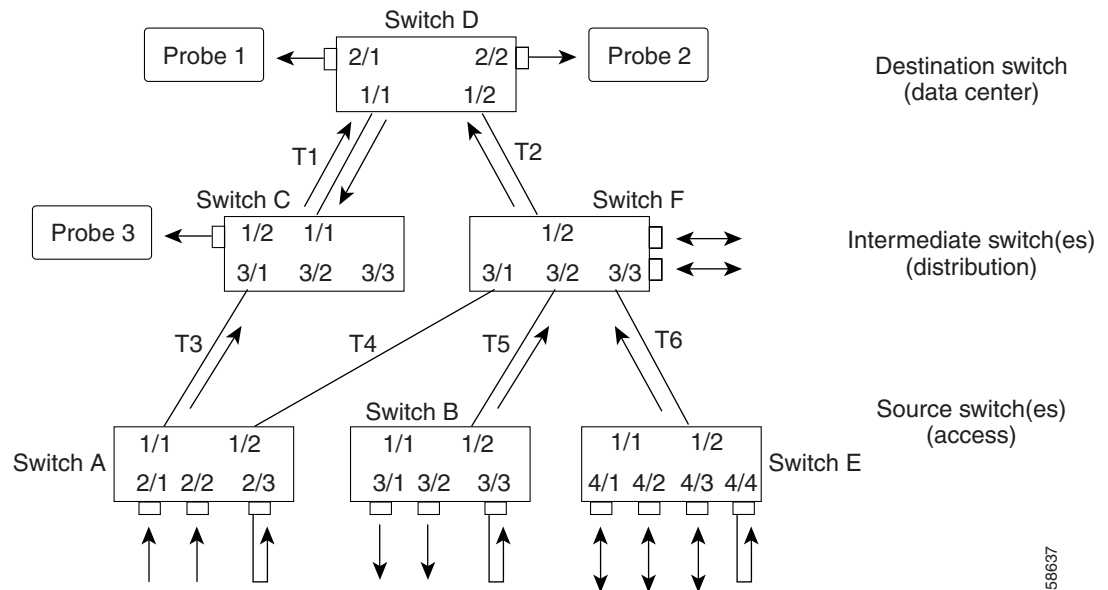 Switch D
Probe 1
2/1 2/2
Probe 2
Destination switch
(data center)
1/1 1/2
T1
T2
Switch C
Switch F
Probe 3
1/2 1/1
1/2
Intermediate switch(es)
(distribution)
3/1 3/2 3/3
3/1 3/2 3/3
T3
T4
T5
T6
Switch B
Source switch(es)
(access)
Switch A
1/1 1/2
2/1 2/2 2/3
1/1 1/2
3/1 3/2 3/3
1/1 1/2
4/1 4/2 4/3 4/4
Switch E
58637